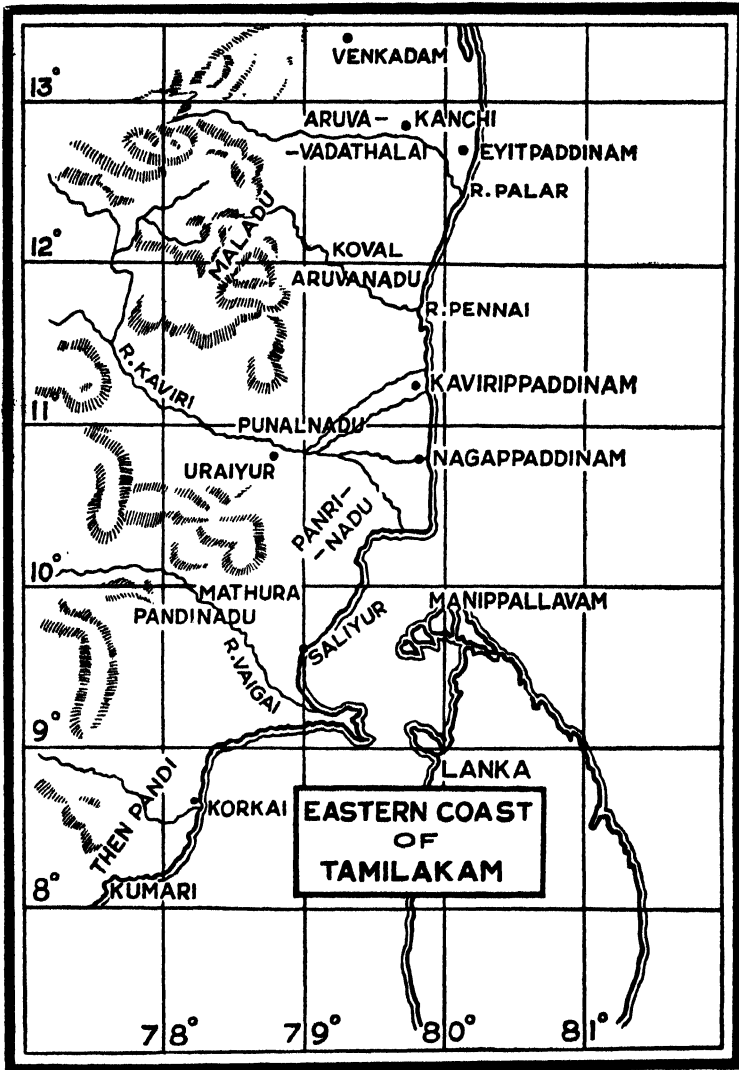 VENKADAM
13°
ARUVA- KANCHI
-VADATHALAI EYITPADDINAM
R.PALAR
MALADU
12°
KOVAL
ARUVANADU
R.PENNAI
R.KAVIRI
KAVIRIPPADDINAM
11°
PUNALNADU
URAIYUR
NAGAPPADDINAM
PANRI-
-NADU
10°
MATHURA
MANIPPALLAVAM
PANDINADU
SALIYUR
R.VAIGAI
9°
LANKA
THEN PANDI
KORKAI
EASTERN COAST
OF
TAMILAKAM
8°
KUMARI
78° 79° 80° 81°